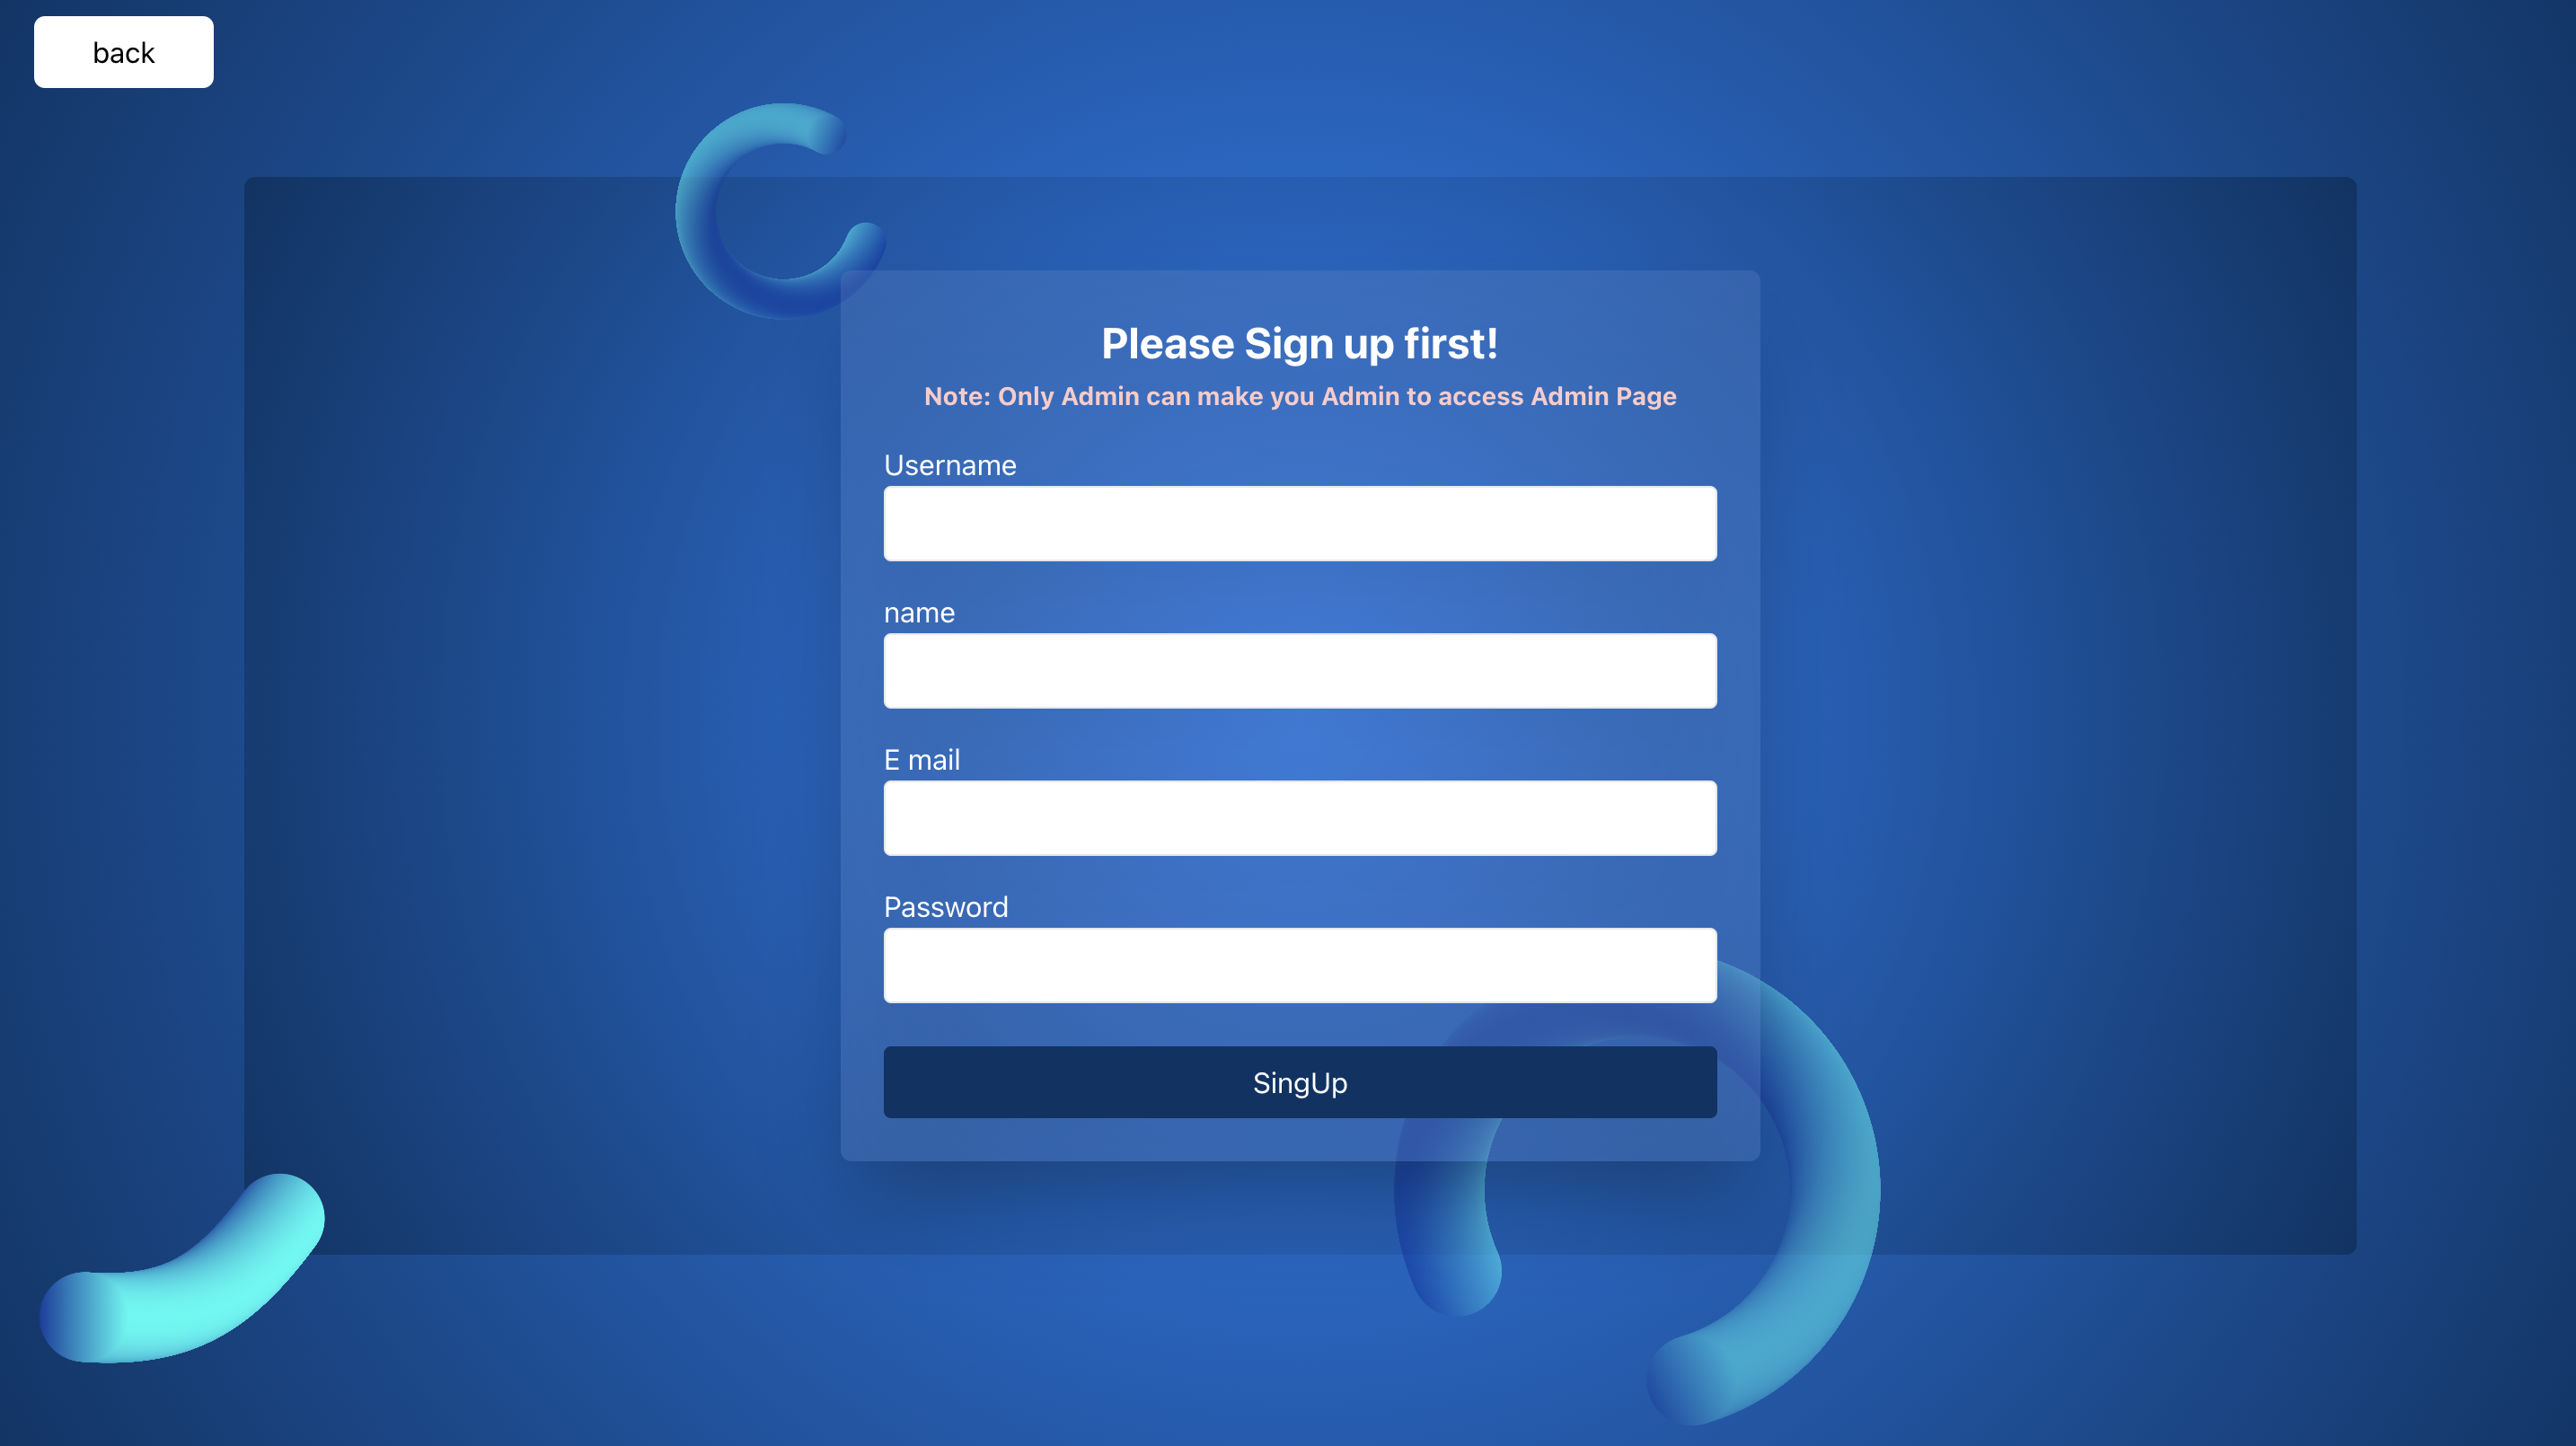 back
Please Sign up first!
Note: Only Admin can make you Admin to access Admin Page
Username
name
E mail
Password
SingUp